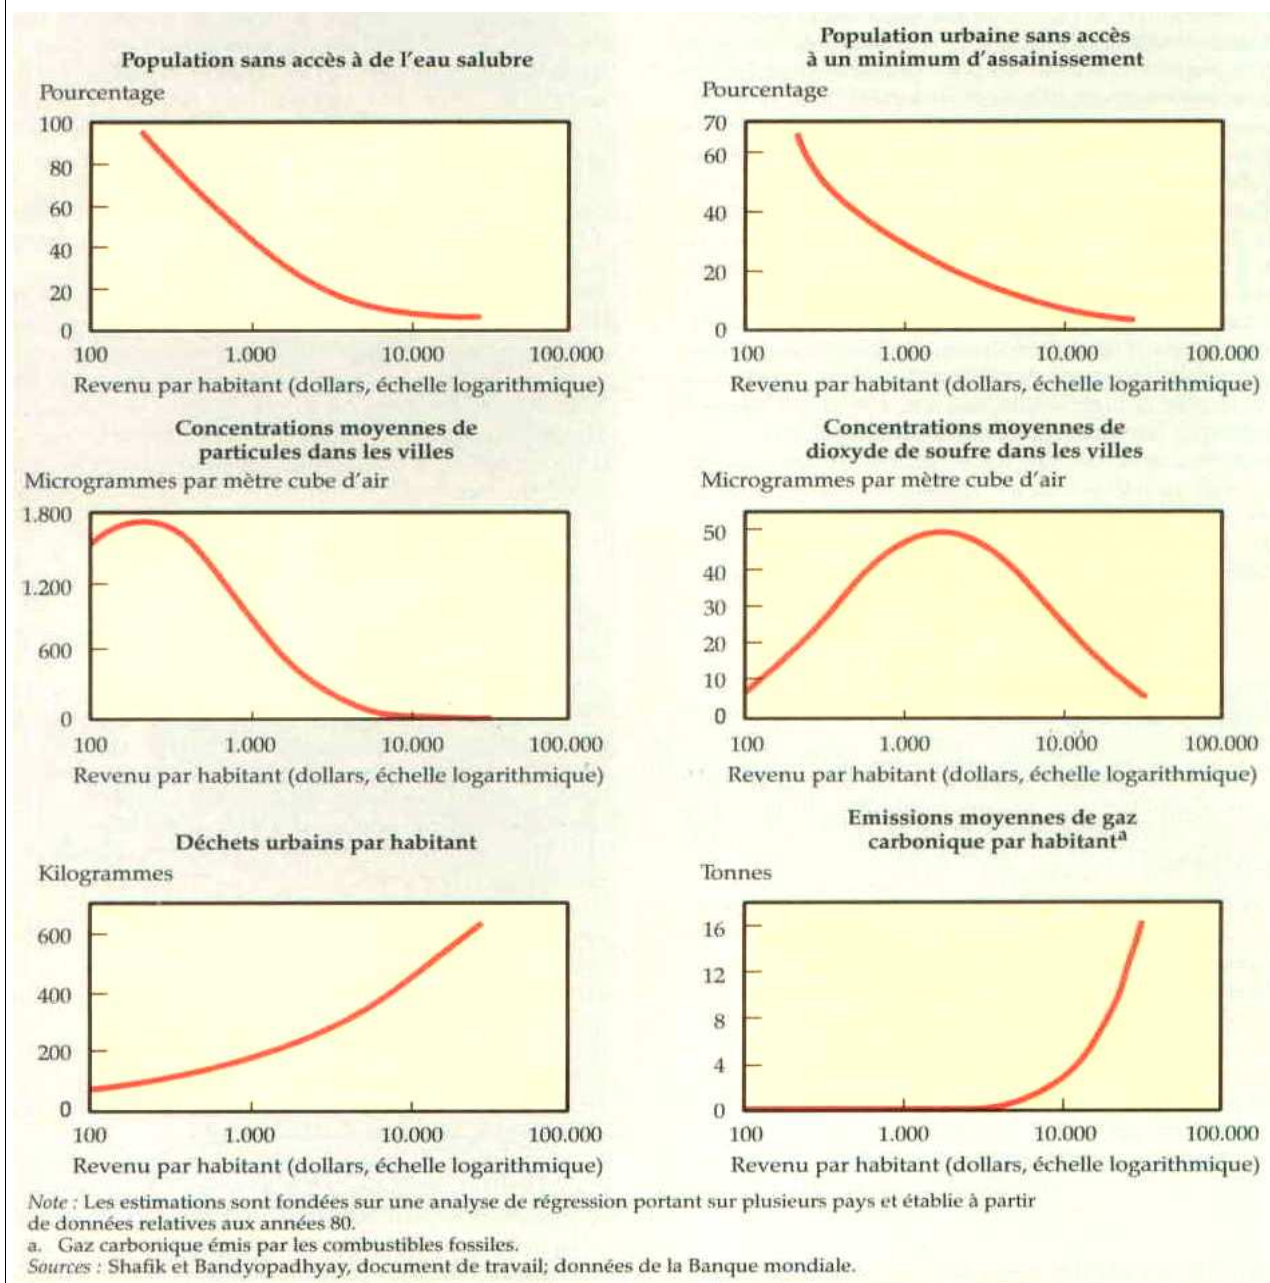 Population sans accès à de l'eau salubre
Pourcentage
100
80
60
40
20
0
100 1.000 10.000 100.000
Revenu par habitant (dollars, échelle logarithmique)
Population urbaine sans accès
à un minimum d'assainissement
Pourcentage
70
60
40
20
0
100 1.000 10.000 100.000
Revenu par habitant (dollars, échelle logarithmique)
Concentrations moyennes de
particules dans les villes
Microgrammes par mètre cube d'air
1.800
1.200
600
0
100 1.000 10.000 100.000
Revenu par habitant (dollars, échelle logarithmique)
Concentrations moyennes de
dioxyde de soufre dans les villes
Microgrammes par mètre cube d'air
50
40
30
20
10
0
100 1.000 10.000 100.000
Revenu par habitant (dollars, échelle logarithmique)
Déchets urbains par habitant
Kilogrammes
600
400
200
0
100 1.000 10.000 100.000
Revenu par habitant (dollars, échelle logarithmique)
Emissions moyennes de gaz
carbonique par habitantª
Tonnes
16
12
8
4
0
100 1.000 10.000 100.000
Revenu par habitant (dollars, échelle logarithmique)
Note : Les estimations sont fondées sur une analyse de régression portant sur plusieurs pays et établie à partir
de données relatives aux années 80.
a. Gaz carbonique émis par les combustibles fossiles.
Sources : Shafik et Bandyopadhyay, document de travail; données de la Banque mondiale.